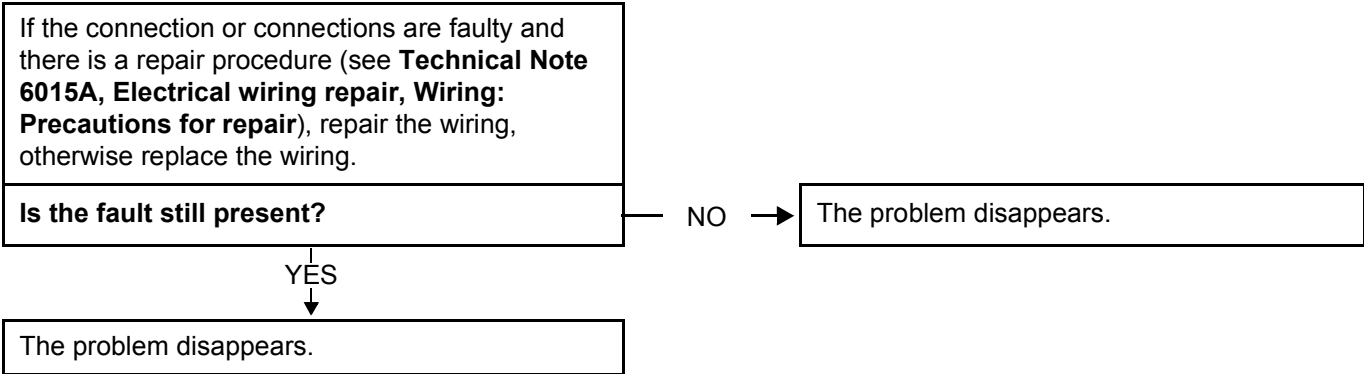 If the connection or connections are faulty and
there is a repair procedure (see Technical Note
6015A, Electrical wiring repair, Wiring:
Precautions for repair), repair the wiring,
otherwise replace the wiring.
Is the fault still present?
NO
The problem disappears.
YES
The problem disappears.